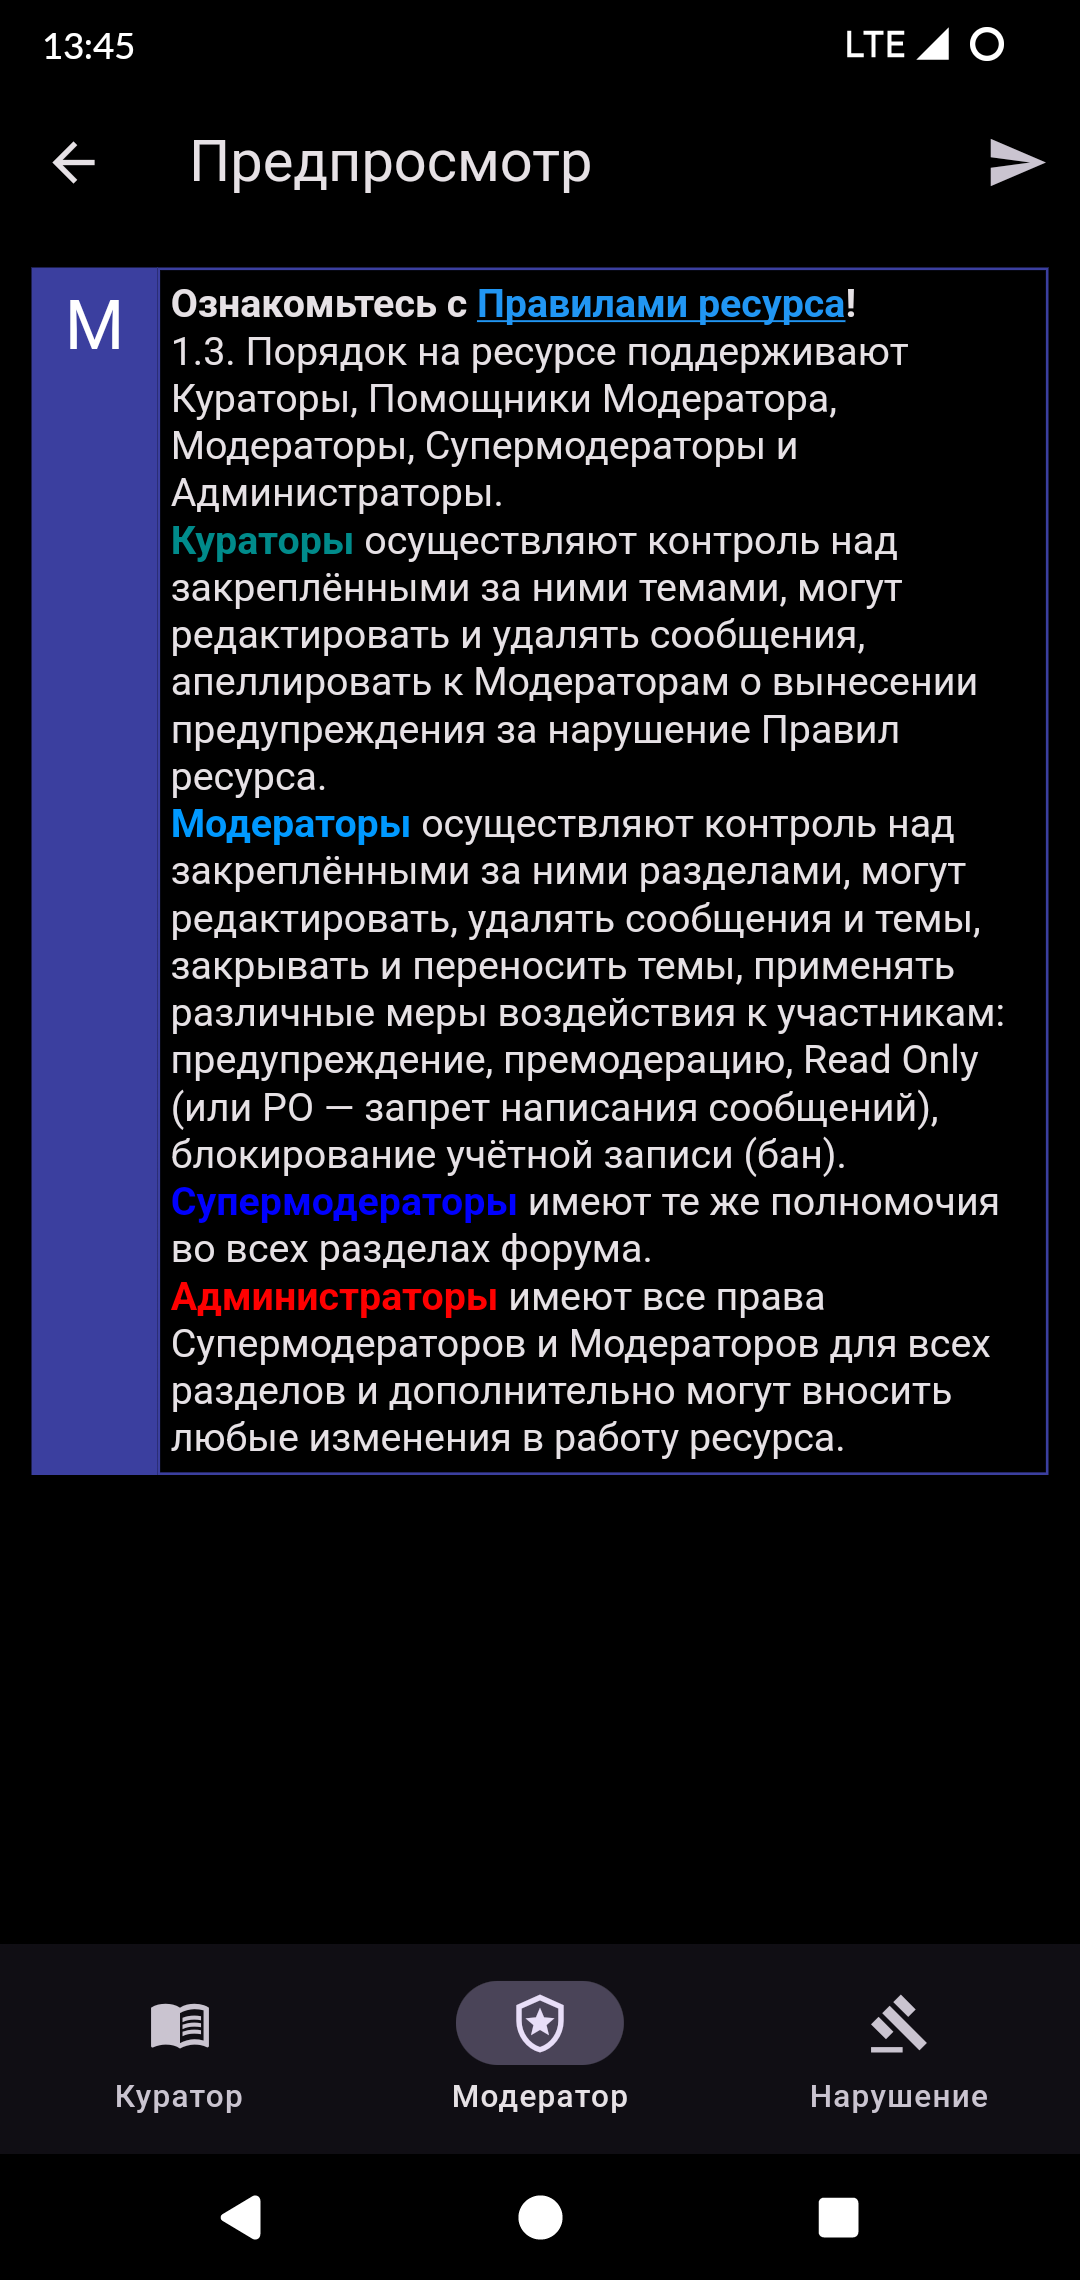 13:45
LTE
Предпросмотр
M
Ознакомьтесь с Правилами ресурса!
1.3. Порядок на ресурсе поддерживают
Кураторы, Помощники Модератора,
Модераторы, Супермодераторы и
Администраторы.
Кураторы осуществляют контроль над
закреплёнными за ними темами, могут
редактировать и удалять сообщения,
апеллировать к Модераторам о вынесении
предупреждения за нарушение Правил
ресурса.
Модераторы осуществляют контроль над
закреплёнными за ними разделами, могут
редактировать, удалять сообщения и темы,
закрывать и переносить темы, применять
различные меры воздействия к участникам:
предупреждение, премодерацию, Read Only
(или РО — запрет написания сообщений),
блокирование учётной записи (бан).
Супермодераторы имеют те же полномочия
во всех разделах форума.
Администраторы имеют все права
Супермодераторов и Модераторов для всех
разделов и дополнительно могут вносить
любые изменения в работу ресурса.
Куратор
Модератор
Нарушение